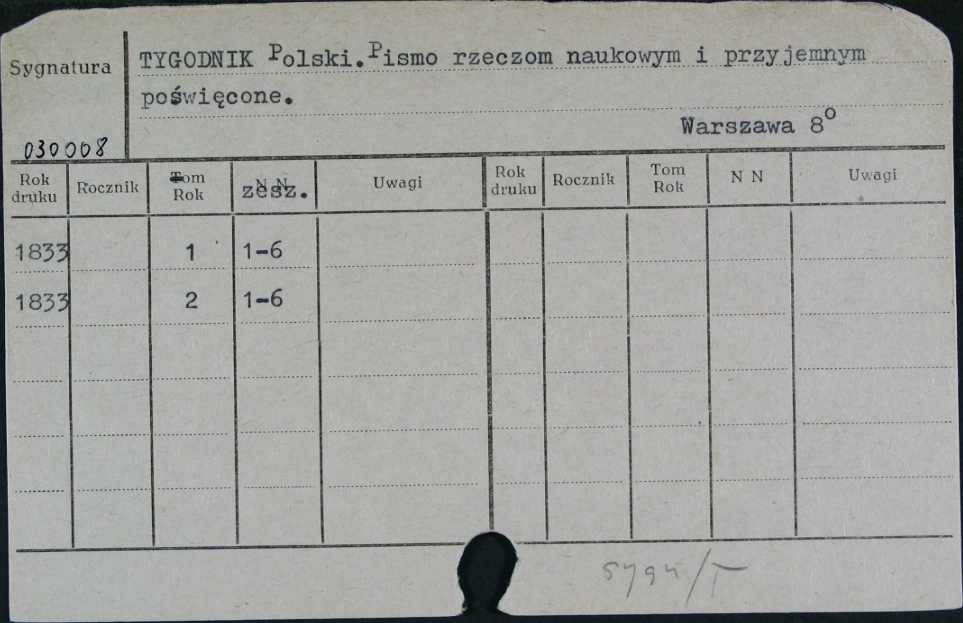 Sygnatura
TYGODNIK Polski. Pismo rzeczom naukowym i przyjemnym
poświęcone.
Warszawa 8°
030008
Rok druku Rocznik Tom Rok N N zesz. Uwagi Rok druku Rocznik Tom Rok N N Uwagi
1833 1 1-6
1833 2 1-6
sygn/T